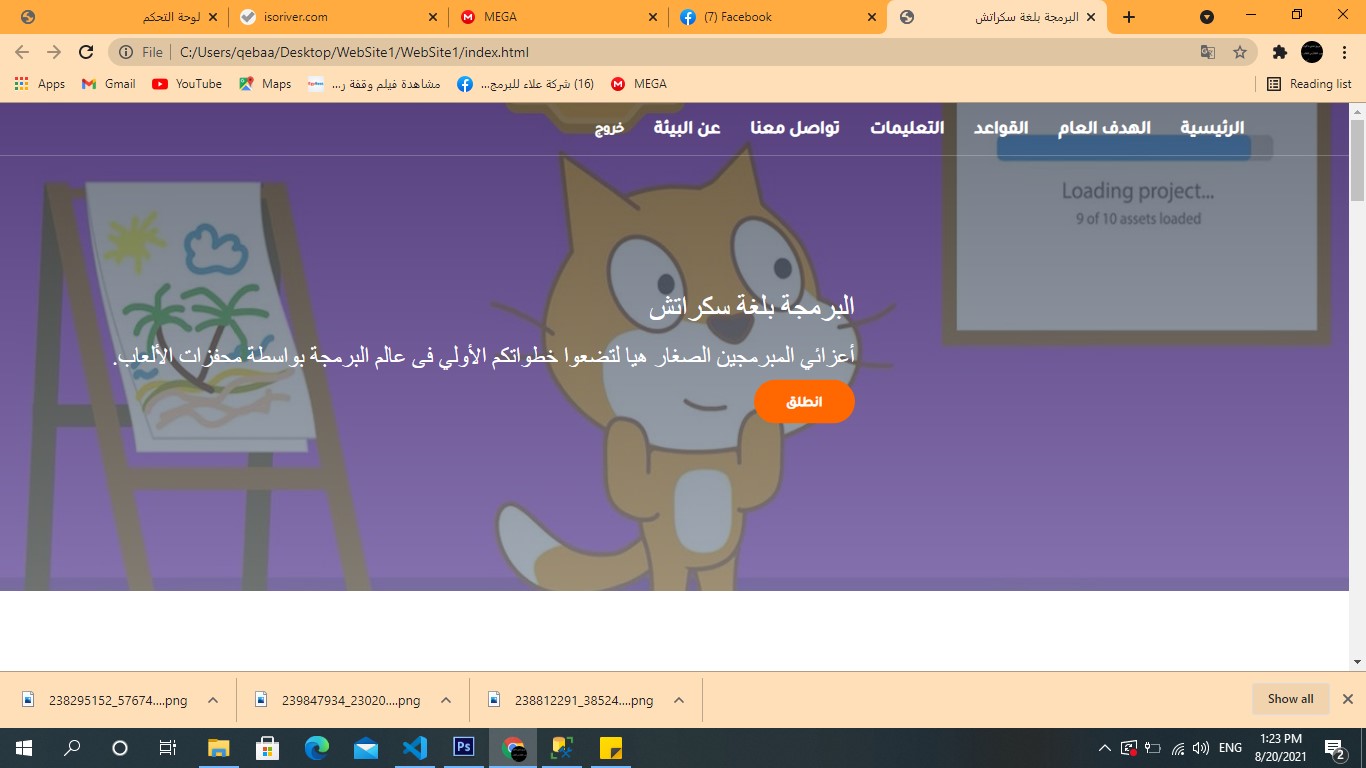 لوحة التحكم
isoriver.com
MEGA
(7) Facebook
البرمجة بلغة سكراتش
File
C:/Users/qebaa/Desktop/WebSite1/WebSite1/index.html
Apps
Gmail
YouTube
Maps
مشاهدة فيلم وقفة ر...
(16) شركة علاء للبرمج...
MEGA
Reading list
الرئيسية
الهدف العام
القواعد
التعليمات
تواصل معنا
عن البيئة
خروج
Loading project...
9 of 10 assets loaded
البرمجة بلغة سكراتش
أعزائي المبرمجين الصغار هيا لتضعوا خطواتكم الأولي فى عالم البرمجة بواسطة محفزات الألعاب.
انطلق
238295152_57674....png
239847934_23020....png
238812291_38524....png
Show all
Ps
ENG
1:23 PM
8/20/2021
2